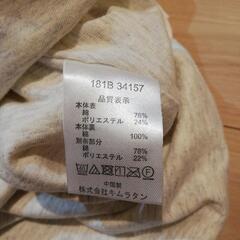 181B 34157
品質表示
本体表
綿 76%
ポリエステル 24%
本体裏
綿 100%
別布部分
綿 78%
ポリエステル 22%
中国製
株式会社キムラタン